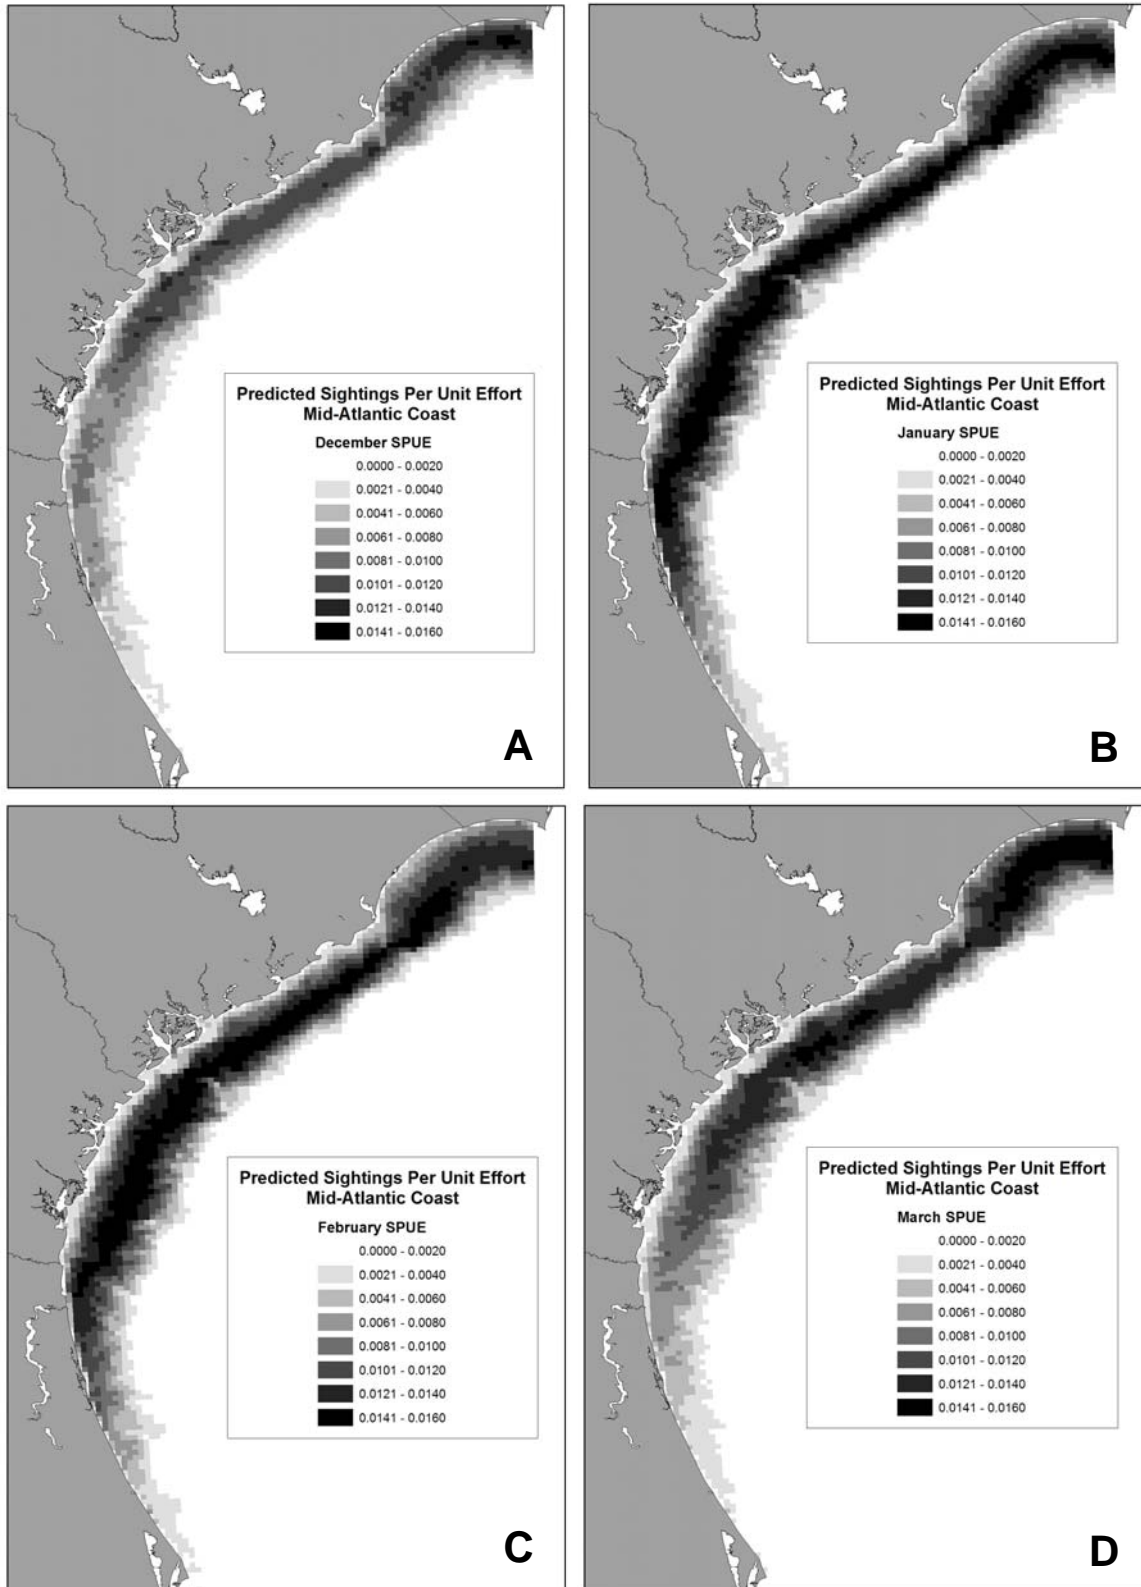 Predicted Sightings Per Unit Effort
Mid-Atlantic Coast
December SPUE
0.0000 - 0.0020
0.0021 - 0.0040
0.0041 - 0.0060
0.0061 - 0.0080
0.0081 - 0.0100
0.0101 - 0.0120
0.0121 - 0.0140
0.0141 - 0.0160
A
Predicted Sightings Per Unit Effort
Mid-Atlantic Coast
January SPUE
0.0000 - 0.0020
0.0021 - 0.0040
0.0041 - 0.0060
0.0061 - 0.0080
0.0081 - 0.0100
0.0101 - 0.0120
0.0121 - 0.0140
0.0141 - 0.0160
B
Predicted Sightings Per Unit Effort
Mid-Atlantic Coast
February SPUE
0.0000 - 0.0020
0.0021 - 0.0040
0.0041 - 0.0060
0.0061 - 0.0080
0.0081 - 0.0100
0.0101 - 0.0120
0.0121 - 0.0140
0.0141 - 0.0160
C
Predicted Sightings Per Unit Effort
Mid-Atlantic Coast
March SPUE
0.0000 - 0.0020
0.0021 - 0.0040
0.0041 - 0.0060
0.0061 - 0.0080
0.0081 - 0.0100
0.0101 - 0.0120
0.0121 - 0.0140
0.0141 - 0.0160
D